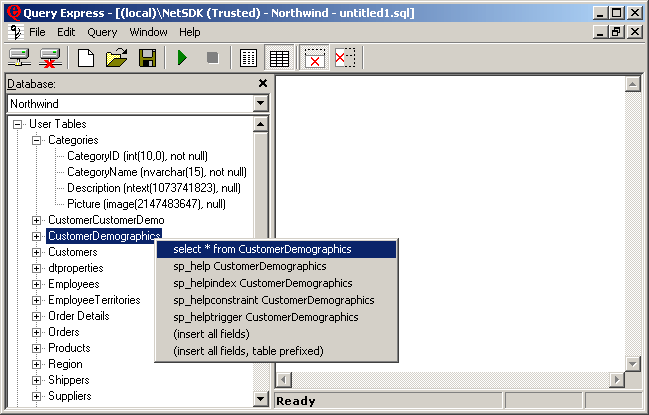 Query Express - [(local)\NetSDK (Trusted) - Northwind - untitled1.sql]
File Edit Query Window Help
Database:
Northwind
User Tables
Categories
CategoryID (int(10,0), not null)
CategoryName (nvarchar(15), not null)
Description (ntext(1073741823), null)
Picture (image(2147483647), null)
CustomerCustomerDemo
CustomerDemographics
Customers
dtproperties
Employees
EmployeeTerritories
Order Details
Orders
Products
Region
Shippers
Suppliers
select * from CustomerDemographics
sp_help CustomerDemographics
sp_helpindex CustomerDemographics
sp_helpconstraint CustomerDemographics
sp_helptrigger CustomerDemographics
(insert all fields)
(insert all fields, table prefixed)
Ready